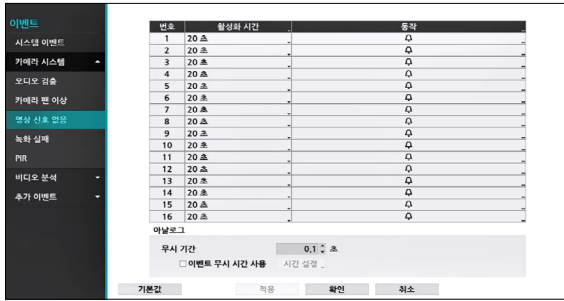 이벤트
시스템 이벤트
카메라 시스템
오디오 검출
카메라 팬 이상
영상 신호 없음
녹화 실패
PIR
비디오 분석
추가 이벤트
번호 활성화 시간 동작
1 20 초
2 20 초
3 20 초
4 20 초
5 20 초
6 20 초
7 20 초
8 20 초
9 20 초
10 20 초
11 20 초
12 20 초
13 20 초
14 20 초
15 20 초
16 20 초
아날로그
무시 기간 0,1 초
이벤트 무시 시간 사용 시간 설정
기본값 적용 확인 취소